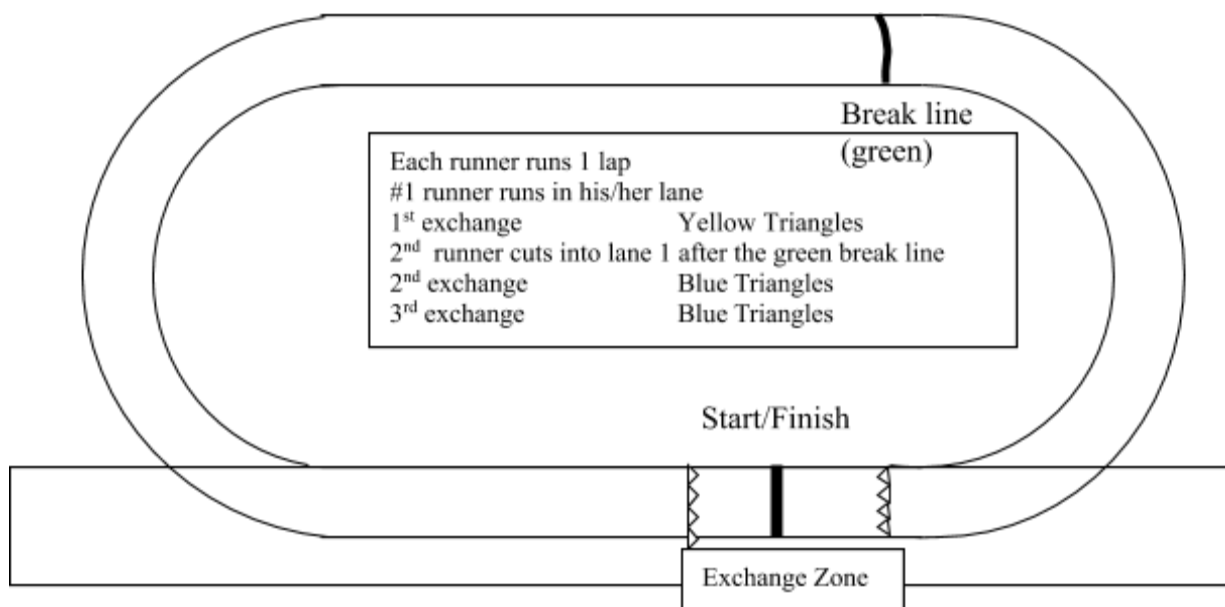 Break line
(green)
Each runner runs 1 lap
#1 runner runs in his/her lane
1st exchange Yellow Triangles
2nd runner cuts into lane 1 after the green break line
2nd exchange Blue Triangles
3rd exchange Blue Triangles
Start/Finish
Exchange Zone